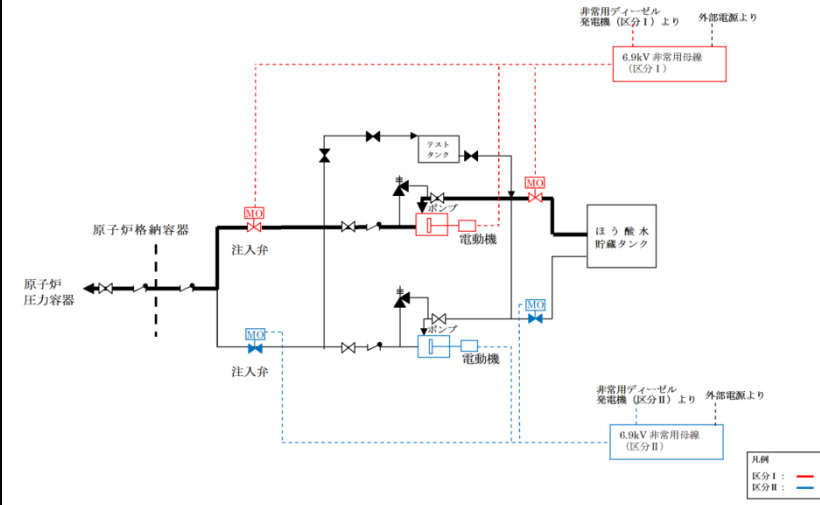 非常用ディーゼル
発電機(区分Ⅰ)より
外部電源より
6.9kV 非常用母線
(区分Ⅰ)
テスト
タンク
MO
ポンプ
MO
電動機
ほう酸水
貯蔵タンク
原子炉格納容器
注入弁
原子炉
圧力容器
MO
ポンプ
MO
電動機
注入弁
非常用ディーゼル
発電機(区分Ⅱ)より
外部電源より
6.9kV 非常用母線
(区分Ⅱ)
凡例
区分Ⅰ:
区分Ⅱ: